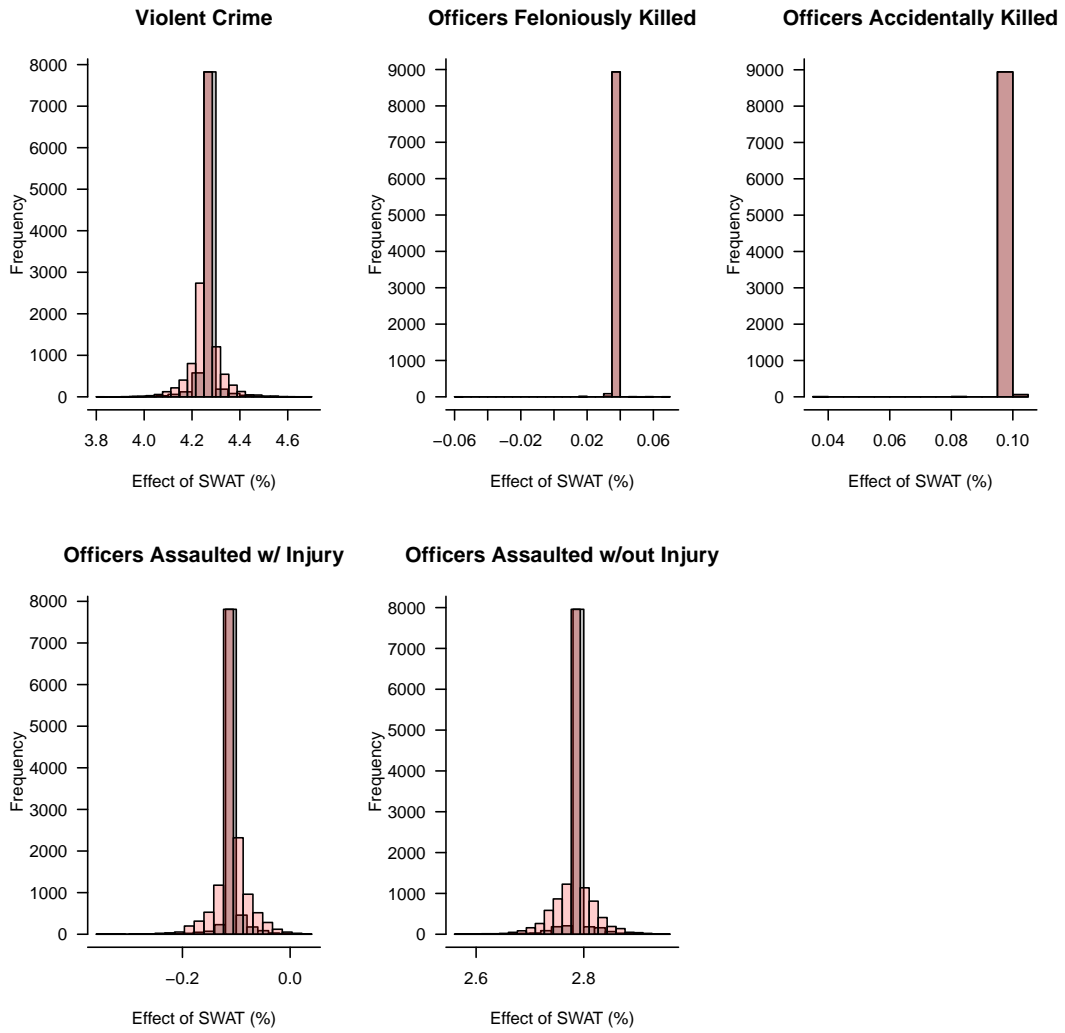 Violent Crime
Frequency
8000
7000
6000
5000
4000
3000
2000
1000
0
3.8 4.0 4.2 4.4 4.6
Effect of SWAT (%)
Officers Feloniously Killed
Frequency
9000
8000
7000
6000
5000
4000
3000
2000
1000
0
−0.06 −0.02 0.02 0.06
Effect of SWAT (%)
Officers Accidentally Killed
Frequency
9000
8000
7000
6000
5000
4000
3000
2000
1000
0
0.04 0.06 0.08 0.10
Effect of SWAT (%)
Officers Assaulted w/ Injury
Frequency
8000
7000
6000
5000
4000
3000
2000
1000
0
−0.2 0.0
Effect of SWAT (%)
Officers Assaulted w/out Injury
Frequency
8000
7000
6000
5000
4000
3000
2000
1000
0
2.6 2.8
Effect of SWAT (%)